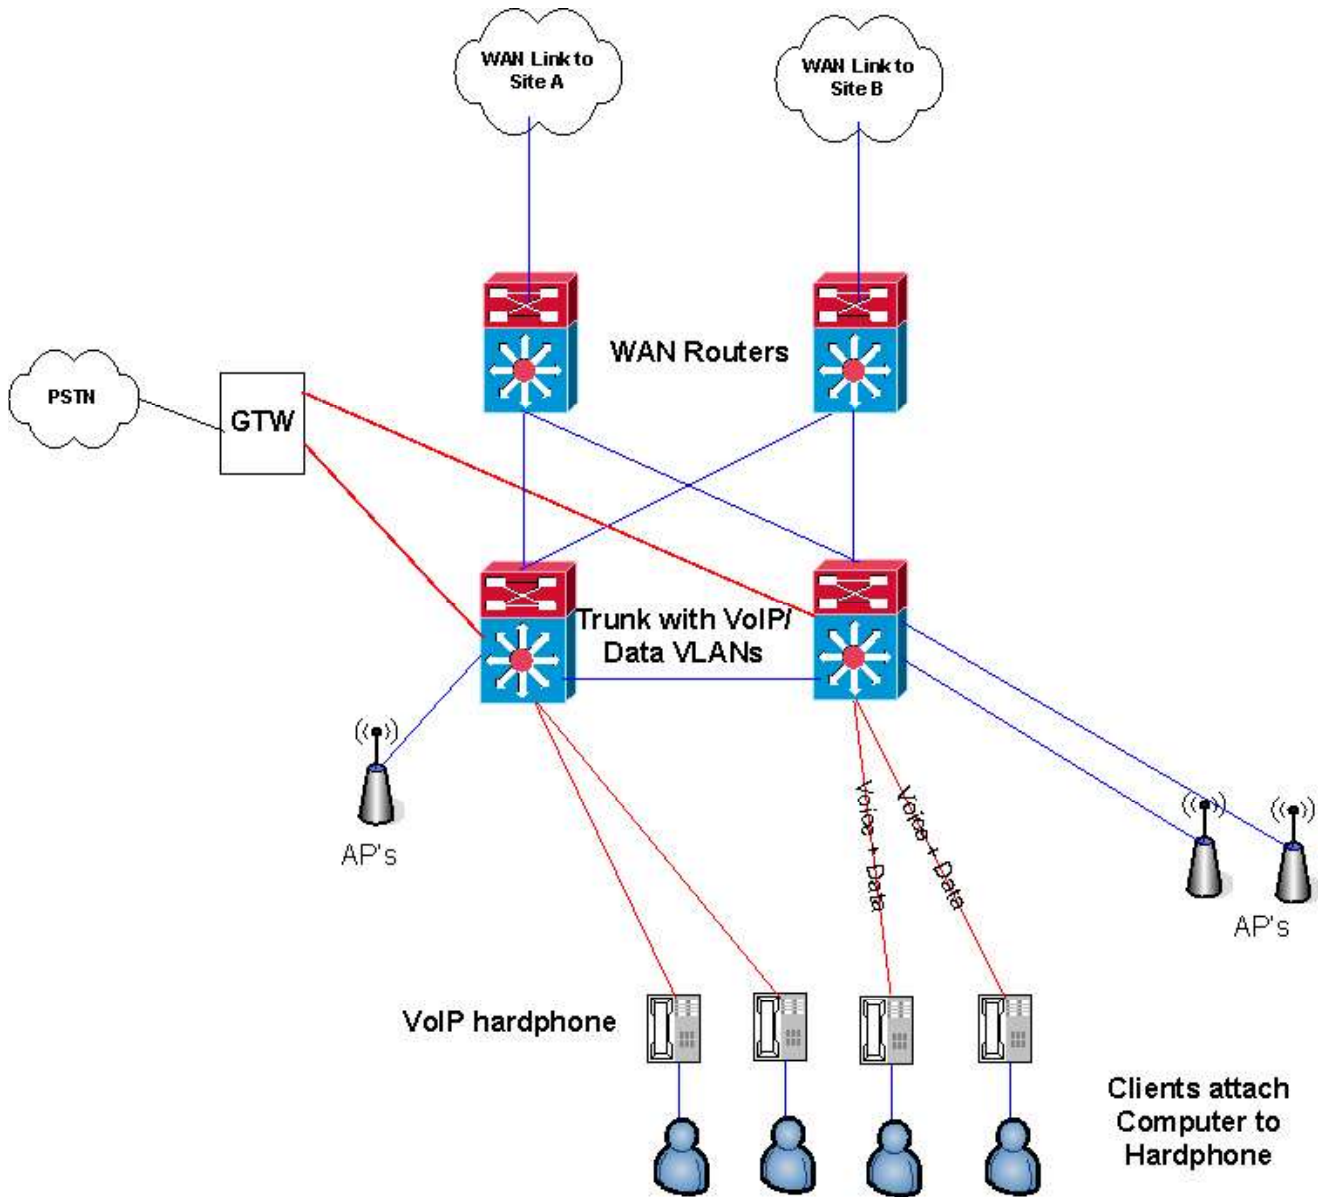 WAN Link to
Site A
WAN Link to
Site B
WAN Routers
PSTN
GTW
Trunk with VoIP/
Data VLANs
AP's
Voice + Data
Voice + Data
AP's
VoIP hardphone
Clients attach
Computer to
Hardphone